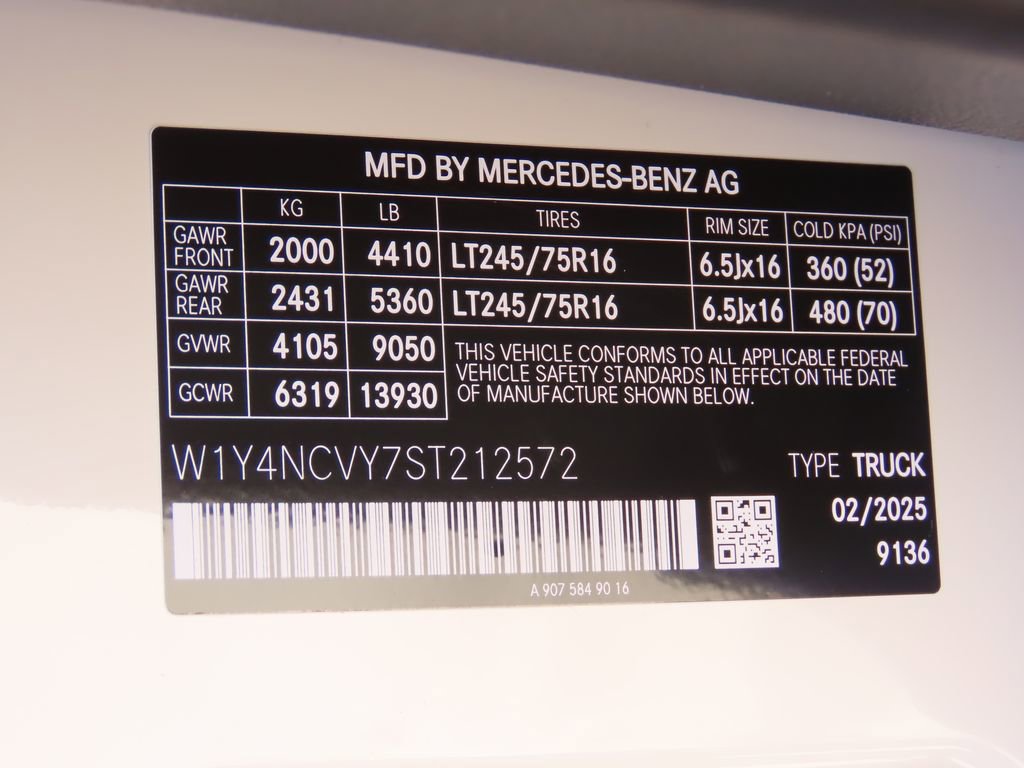 MFD BY MERCEDES-BENZ AG
KG LB TIRES RIM SIZE COLD KPA (PSI)
GAWR FRONT 2000 4410 LT245/75R16 6.5Jx16 360 (52)
GAWR REAR 2431 5360 LT245/75R16 6.5Jx16 480 (70)
GVWR 4105 9050
GCWR 6319 13930
THIS VEHICLE CONFORMS TO ALL APPLICABLE FEDERAL
VEHICLE SAFETY STANDARDS IN EFFECT ON THE DATE
OF MANUFACTURE SHOWN BELOW.
W1Y4NCVY7ST212572
TYPE TRUCK
02/2025
9136
A 907 584 90 16